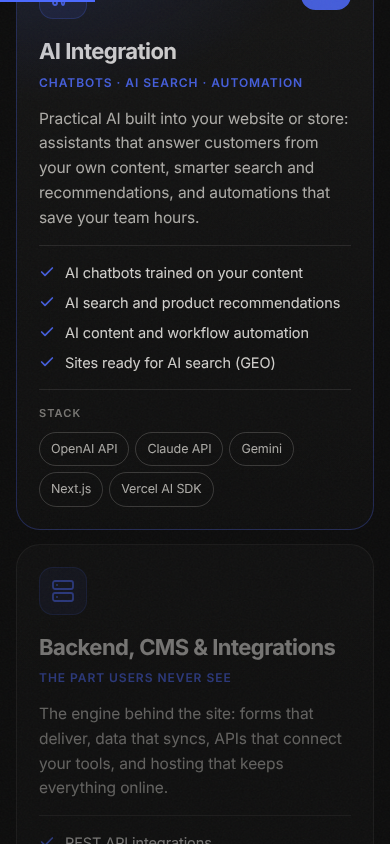 AI Integration
CHATBOTS · AI SEARCH · AUTOMATION
Practical AI built into your website or store:
assistants that answer customers from
your own content, smarter search and
recommendations, and automations that
save your team hours.
AI chatbots trained on your content
AI search and product recommendations
AI content and workflow automation
Sites ready for AI search (GEO)
STACK
OpenAI API Claude API Gemini
Next.js Vercel AI SDK
Backend, CMS & Integrations
THE PART USERS NEVER SEE
The engine behind the site: forms that
deliver, data that syncs, APIs that connect
your tools, and hosting that keeps
everything online.
REST API integrations